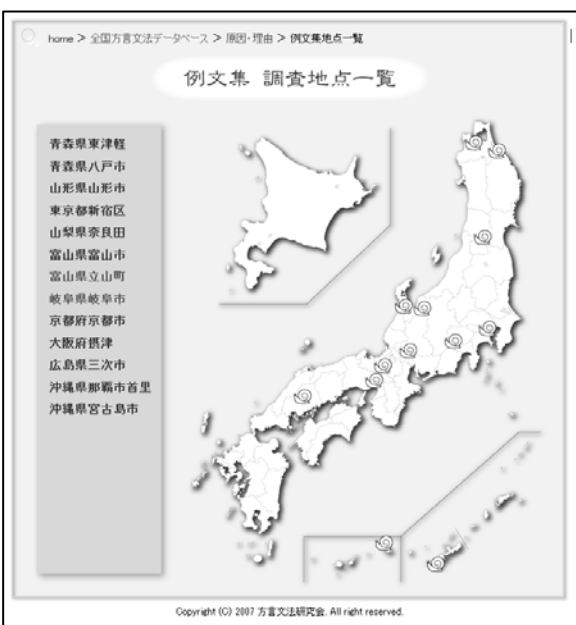 home > 全国方言文法データベース > 原因・理由 > 例文集地点一覧
例文集 調査地点一覧
青森県東津軽
青森県八戸市
山形県山形市
東京都新宿区
山梨県奈良田
富山県富山市
富山県立山町
岐阜県岐阜市
京都府京都市
大阪府摂津
広島県三次市
沖縄県那覇市首里
沖縄県宮古島市
Copyright (C) 2007 方言文法研究会. All right reserved.